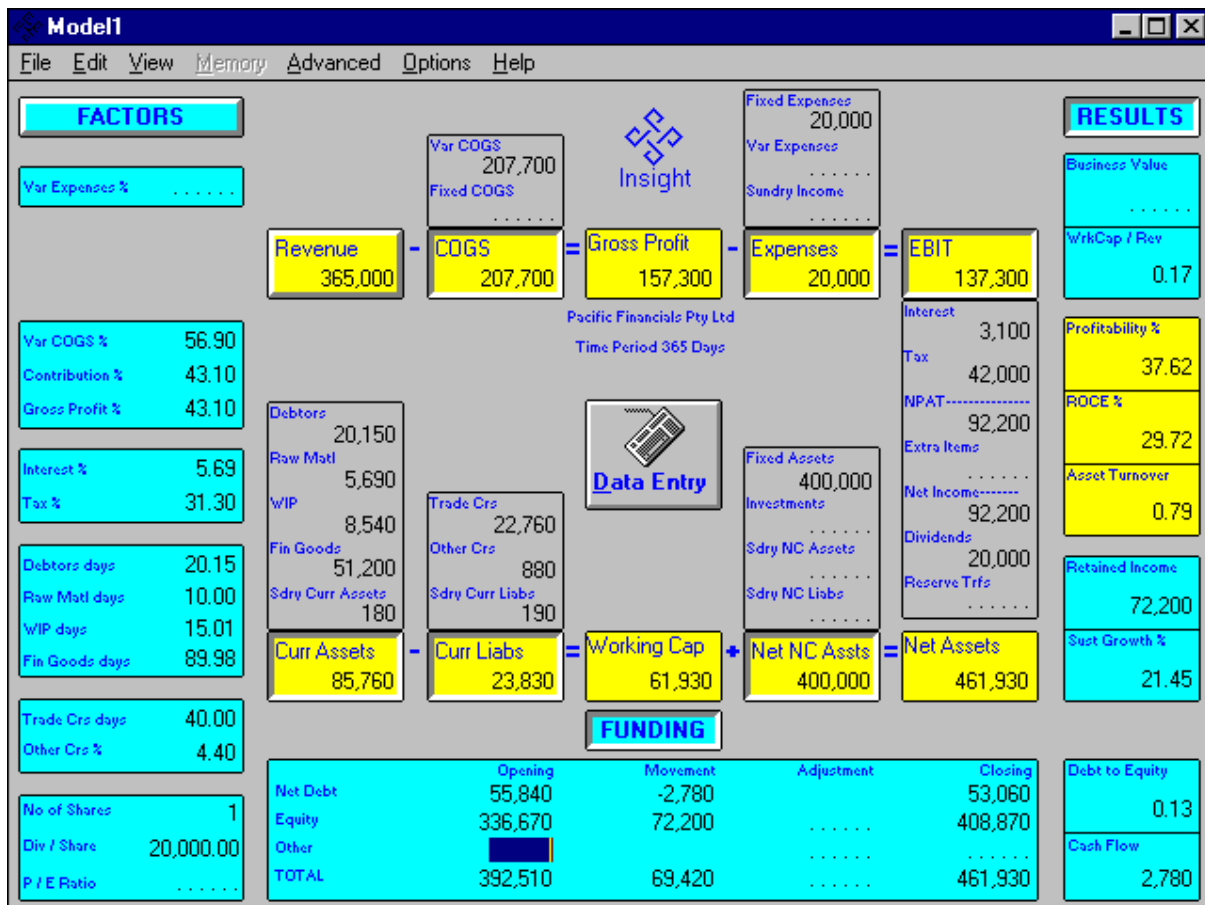 Model1
File Edit View Memory Advanced Options Help
FACTORS
Var Expenses % . . . . . .
Var COGS % 56.90
Contribution % 43.10
Gross Profit % 43.10
Interest % 5.69
Tax % 31.30
Debtors days 20.15
Raw Matl days 10.00
WIP days 15.01
Fin Goods days 89.98
Trade Crs days 40.00
Other Crs % 4.40
No of Shares 1
Div / Share 20,000.00
P / E Ratio . . . . . .
Var COGS
207,700
Fixed COGS
. . . . . .
Insight
Fixed Expenses
20,000
Var Expenses
. . . . . .
Sundry Income
. . . . . .
Revenue - COGS = Gross Profit - Expenses = EBIT
365,000 207,700 157,300 20,000 137,300
Pacific Financials Pty Ltd
Time Period 365 Days
Interest
3,100
Tax
42,000
NPAT---------------
92,200
Extra Items
. . . . . .
Net Income-------
92,200
Dividends
20,000
Reserve Trfs
. . . . . .
Debtors
20,150
Raw Matl
5,690
WIP
8,540
Fin Goods
51,200
Sdry Curr Assets
180
Trade Crs
22,760
Other Crs
880
Sdry Curr Liabs
190
Data Entry
Fixed Assets
400,000
Investments
. . . . . .
Sdry NC Assets
. . . . . .
Sdry NC Liabs
. . . . . .
Curr Assets - Curr Liabs = Working Cap + Net NC Assts = Net Assets
85,760 23,830 61,930 400,000 461,930
FUNDING
Opening Movement Adjustment Closing
Net Debt 55,840 -2,780 53,060
Equity 336,670 72,200 . . . . . . 408,870
Other . . . . . . . . . . . .
TOTAL 392,510 69,420 . . . . . . 461,930
RESULTS
Business Value
. . . . . .
WrkCap / Rev
0.17
Profitability %
37.62
ROCE %
29.72
Asset Turnover
0.79
Retained Income
72,200
Sust Growth %
21.45
Debt to Equity
0.13
Cash Flow
2,780